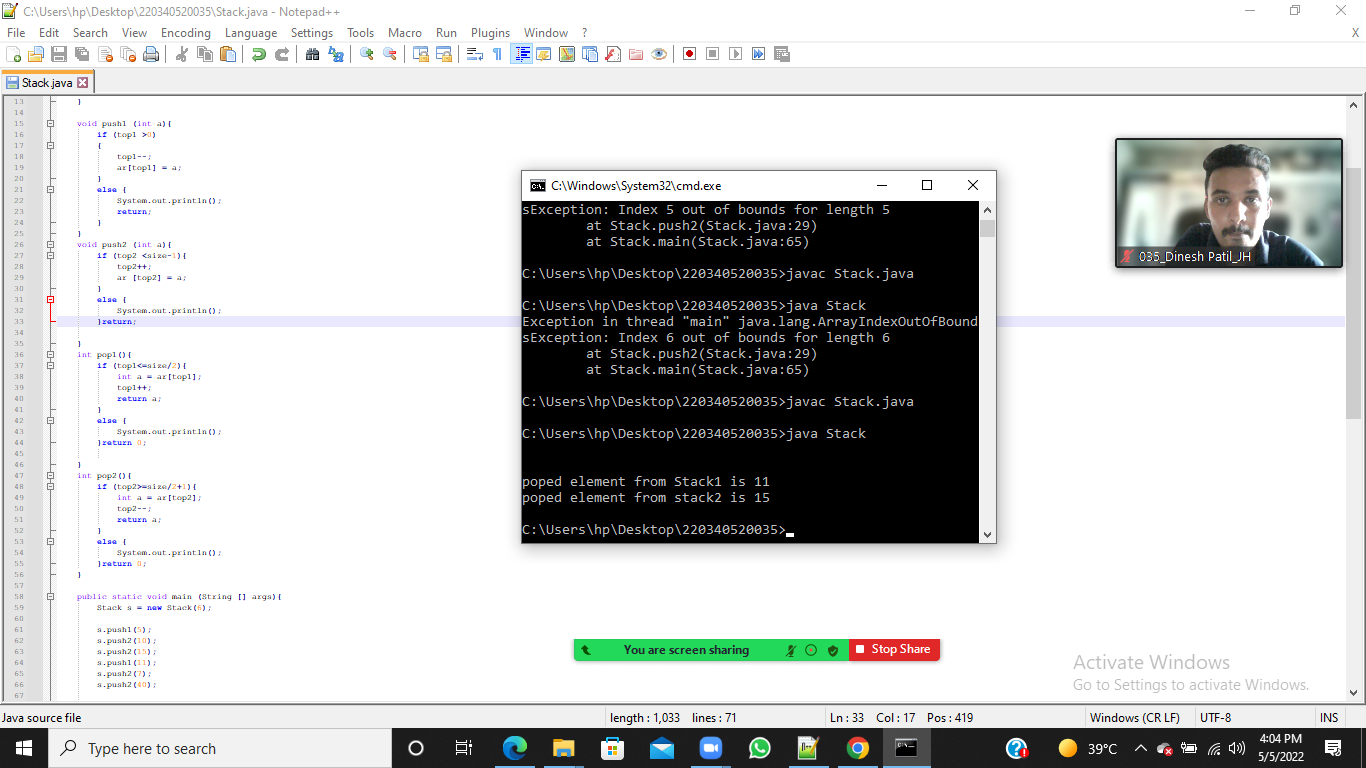 C:\Users\hp\Desktop\220340520035\Stack.java - Notepad++
File Edit Search View Encoding Language Settings Tools Macro Run Plugins Window ? X
Stack.java
13 }
14
15 void push1 (int a){
16 if (top1 >0)
17 {
18 top1--;
19 ar[top1] = a;
20 }
21 else {
22 System.out.println();
23 return;
24 }
25 }
26 void push2 (int a){
27 if (top2 <size-1){
28 top2++;
29 ar [top2] = a;
30 }
31 else {
32 System.out.println();
33 }return;
34
35 }
36 int pop1(){
37 if (top1<=size/2){
38 int a = ar[top1];
39 top1++;
40 return a;
41 }
42 else {
43 System.out.println();
44 }return 0;
45
46 }
47 int pop2(){
48 if (top2>=size/2+1){
49 int a = ar[top2];
50 top2--;
51 return a;
52 }
53 else {
54 System.out.println();
55 }return 0;
56 }
57
58 public static void main (String [] args){
59 Stack s = new Stack(6);
60
61 s.push1(5);
62 s.push2(10);
63 s.push2(15);
64 s.push1(11);
65 s.push2(7);
66 s.push2(40);
67
C:\Windows\System32\cmd.exe
sException: Index 5 out of bounds for length 5
at Stack.push2(Stack.java:29)
at Stack.main(Stack.java:65)
C:\Users\hp\Desktop\220340520035>javac Stack.java
C:\Users\hp\Desktop\220340520035>java Stack
Exception in thread "main" java.lang.ArrayIndexOutOfBound
sException: Index 6 out of bounds for length 6
at Stack.push2(Stack.java:29)
at Stack.main(Stack.java:65)
C:\Users\hp\Desktop\220340520035>javac Stack.java
C:\Users\hp\Desktop\220340520035>java Stack
poped element from Stack1 is 11
poped element from stack2 is 15
C:\Users\hp\Desktop\220340520035>
035_Dinesh Patil_JH
You are screen sharing Stop Share
Activate Windows
Go to Settings to activate Windows.
Java source file length : 1,033 lines : 71 Ln : 33 Col : 17 Pos : 419 Windows (CR LF) UTF-8 INS
Type here to search
39°C
4:04 PM
5/5/2022